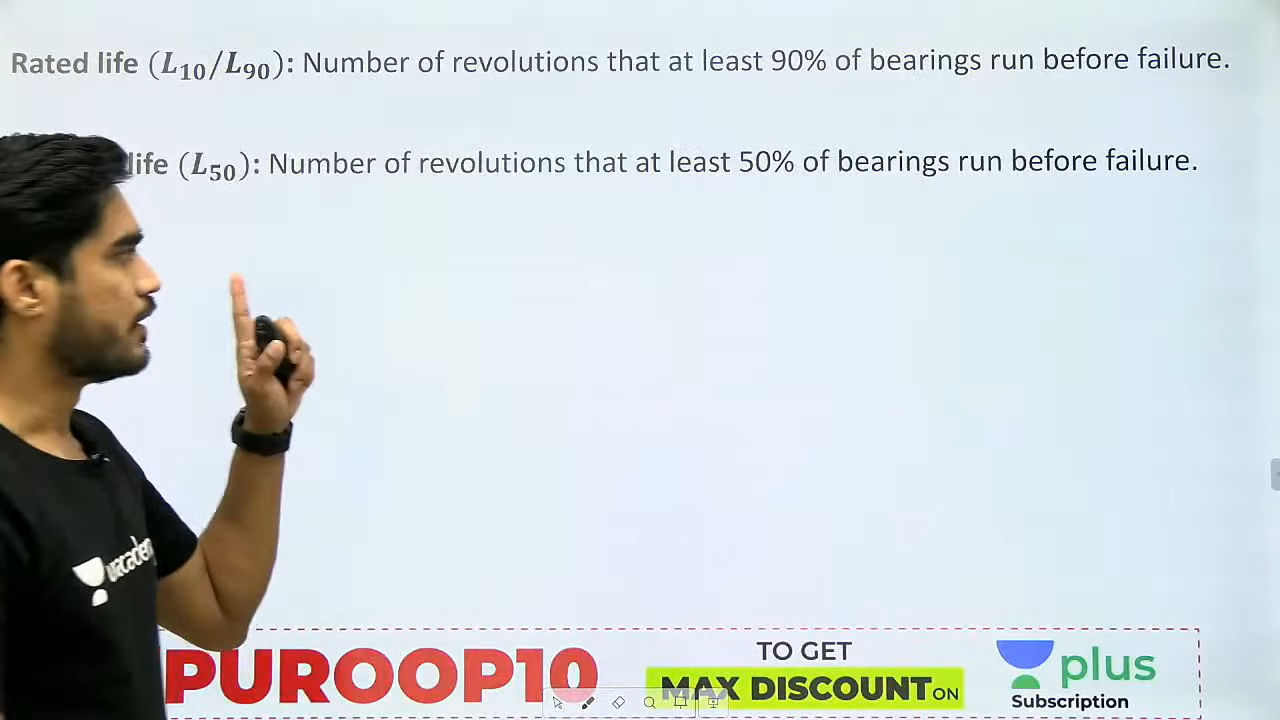 Rated life (L₁₀/L₉₀): Number of revolutions that at least 90% of bearings run before failure.
life (L₅₀): Number of revolutions that at least 50% of bearings run before failure.
unacademy
PUROOP10
TO GET
MAX DISCOUNT ON
plus
Subscription